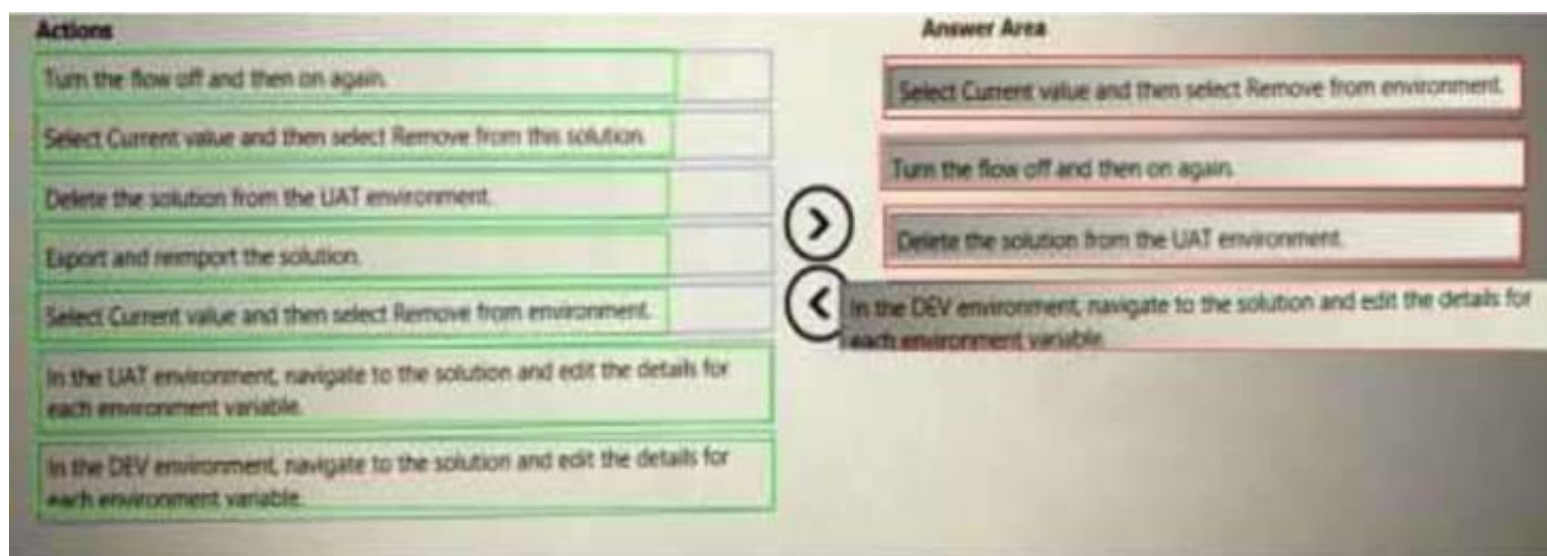 Actions
Turn the flow off and then on again.
Select Current value and then select Remove from this solution.
Delete the solution from the UAT environment.
Export and reimport the solution.
Select Current value and then select Remove from environment.
In the UAT environment, navigate to the solution and edit the details for
each environment variable.
In the DEV environment, navigate to the solution and edit the details for
each environment variable.
Answer Area
Select Current value and then select Remove from environment.
Turn the flow off and then on again.
Delete the solution from the UAT environment.
In the DEV environment, navigate to the solution and edit the details for
each environment variable.